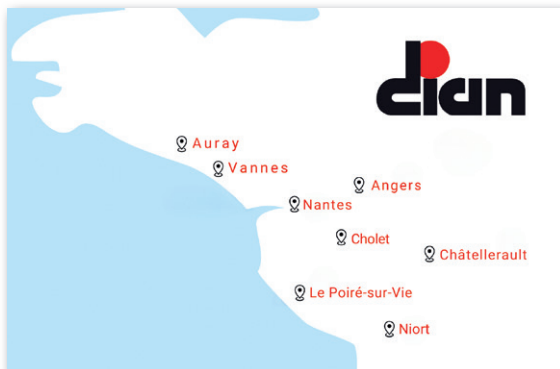 dian
Auray
Vannes
Angers
Nantes
Cholet
Châtellerault
Le Poiré-sur-Vie
Niort